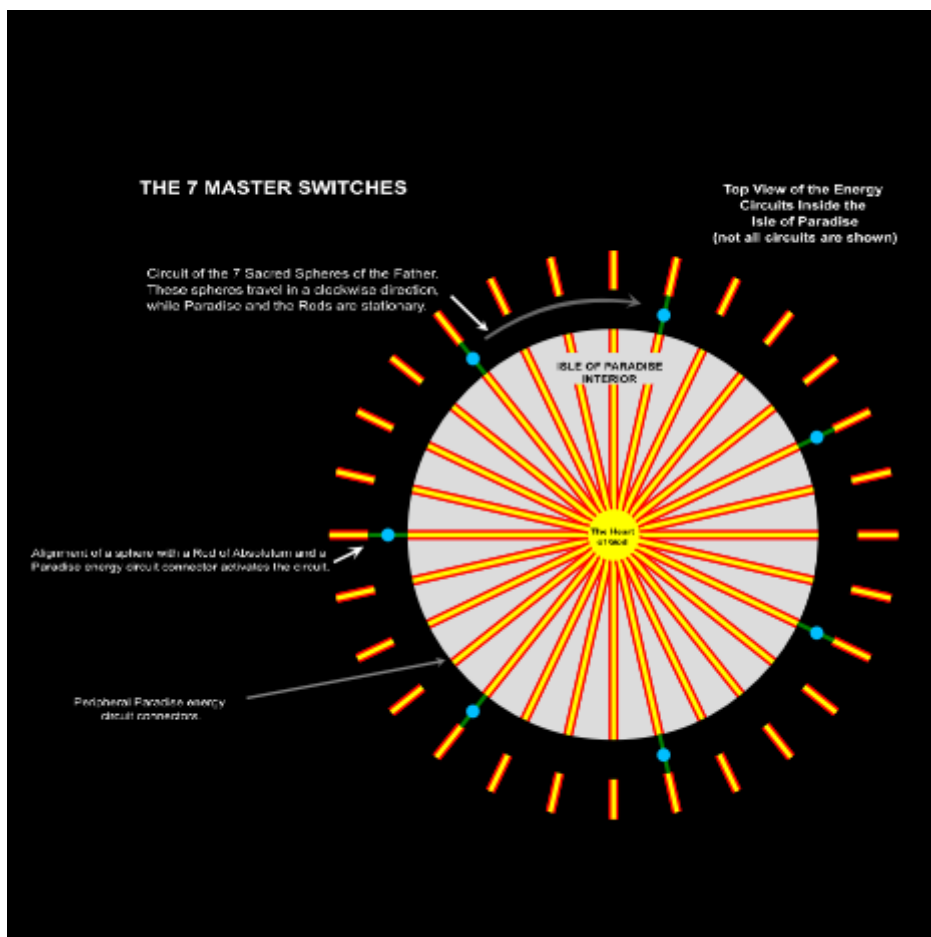 THE 7 MASTER SWITCHES
Top View of the Energy
Circuits Inside the
Isle of Paradise
(not all circuits are shown)
Circuit of the 7 Sacred Spheres of the Father.
These spheres travel in a clockwise direction,
while Paradise and the Rods are stationary.
ISLE OF PARADISE
INTERIOR
The Heart
of God
Alignment of a sphere with a Rod of Absolutum and a
Paradise energy circuit connector activates the circuit.
Peripheral Paradise energy
circuit connectors.